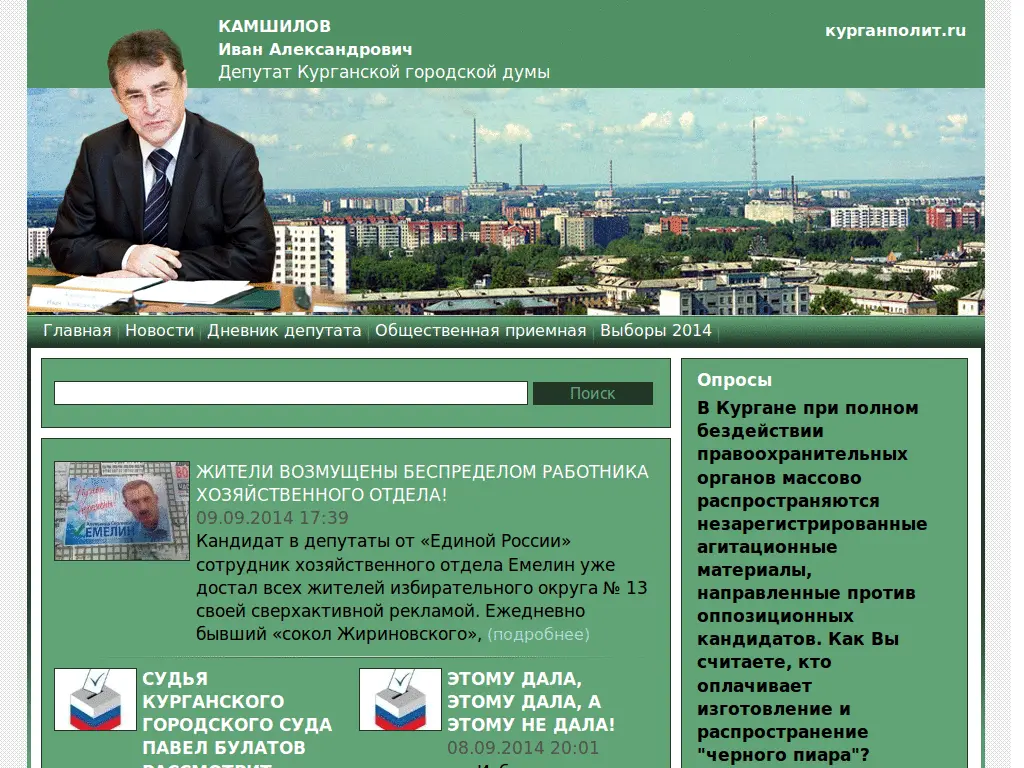 КАМШИЛОВ
Иван Александрович
Депутат Курганской городской думы
курганполит.ru
Главная
Новости
Дневник депутата
Общественная приемная
Выборы 2014
Поиск
ЖИТЕЛИ ВОЗМУЩЕНЫ БЕСПРЕДЕЛОМ РАБОТНИКА
ХОЗЯЙСТВЕННОГО ОТДЕЛА!
09.09.2014 17:39
Кандидат в депутаты от «Единой России»
сотрудник хозяйственного отдела Емелин уже
достал всех жителей избирательного округа № 13
своей сверхактивной рекламой. Ежедневно
бывший «сокол Жириновского», (подробнее)
ЕМЕЛИН
СУДЬЯ
КУРГАНСКОГО
ГОРОДСКОГО СУДА
ПАВЕЛ БУЛАТОВ
РАССМОТРИТ
ЭТОМУ ДАЛА,
ЭТОМУ ДАЛА, А
ЭТОМУ НЕ ДАЛА!
08.09.2014 20:01
Опросы
В Кургане при полном
бездействии
правоохранительных
органов массово
распространяются
незарегистрированные
агитационные
материалы,
направленные против
оппозиционных
кандидатов. Как Вы
считаете, кто
оплачивает
изготовление и
распространение
"черного пиара"?